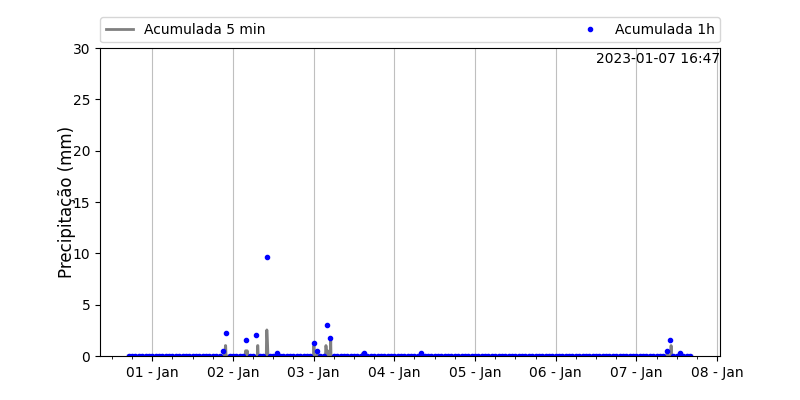 Acumulada 5 min
Acumulada 1h
2023-01-07 16:47
Precipitação (mm)
30
25
20
15
10
5
0
01 - Jan
02 - Jan
03 - Jan
04 - Jan
05 - Jan
06 - Jan
07 - Jan
08 - Jan